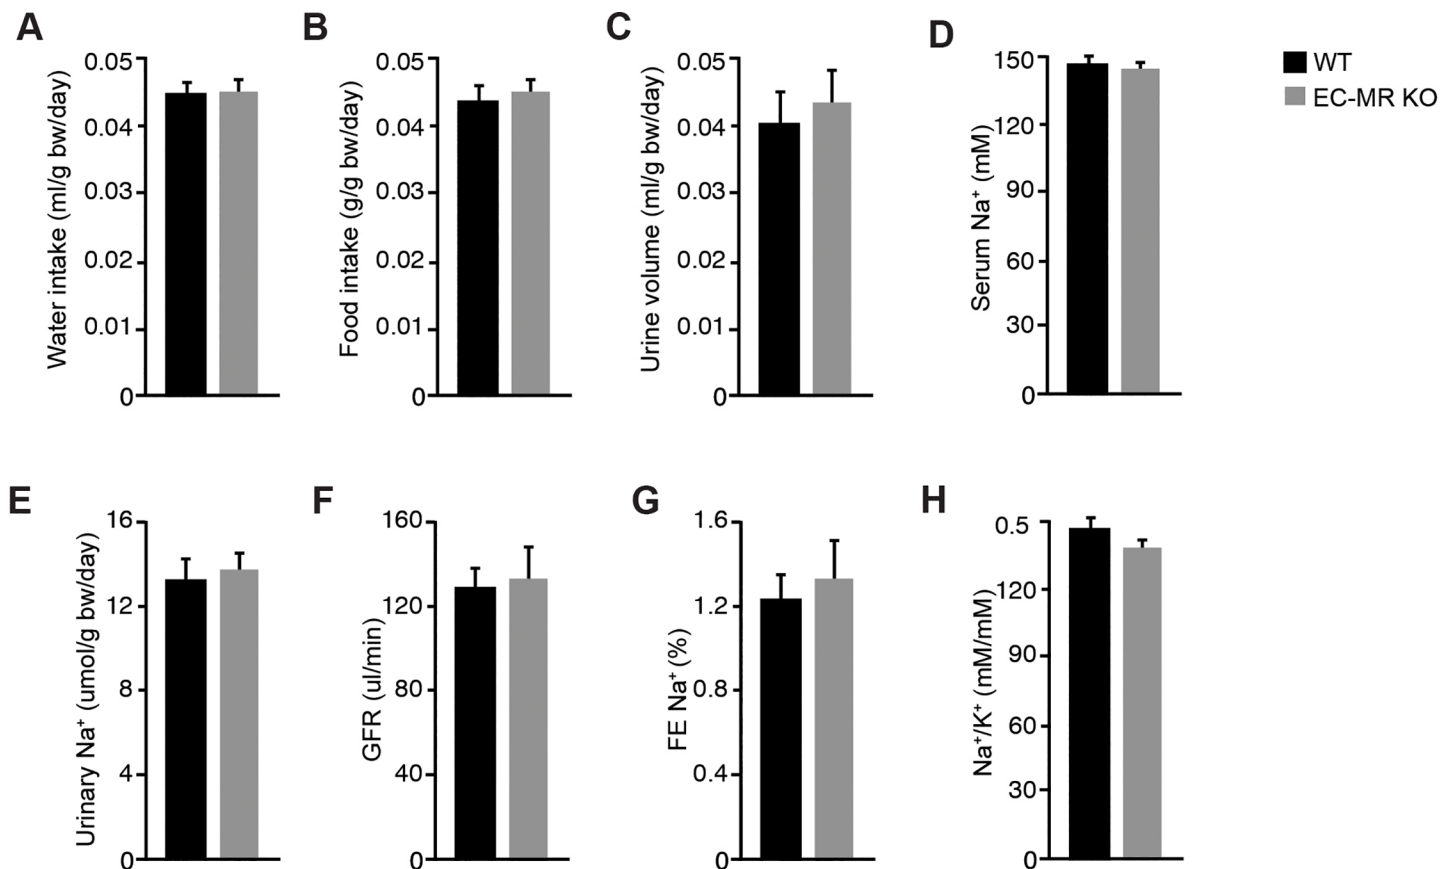 A
B
C
D
WT
EC-MR KO
Water intake (ml/g bw/day)
0.05
0.04
0.03
0.02
0.01
0
Food intake (g/g bw/day)
0.05
0.04
0.03
0.02
0.01
0
Urine volume (ml/g bw/day)
0.05
0.04
0.03
0.02
0.01
0
Serum Na⁺ (mM)
150
120
90
60
30
0
E
F
G
H
Urinary Na⁺ (umol/g bw/day)
16
12
8
4
0
GFR (ul/min)
160
120
80
40
0
FE Na⁺ (%)
1.6
1.2
0.8
0.4
0
Na⁺/K⁺ (mM/mM)
0.5
120
90
60
30
0